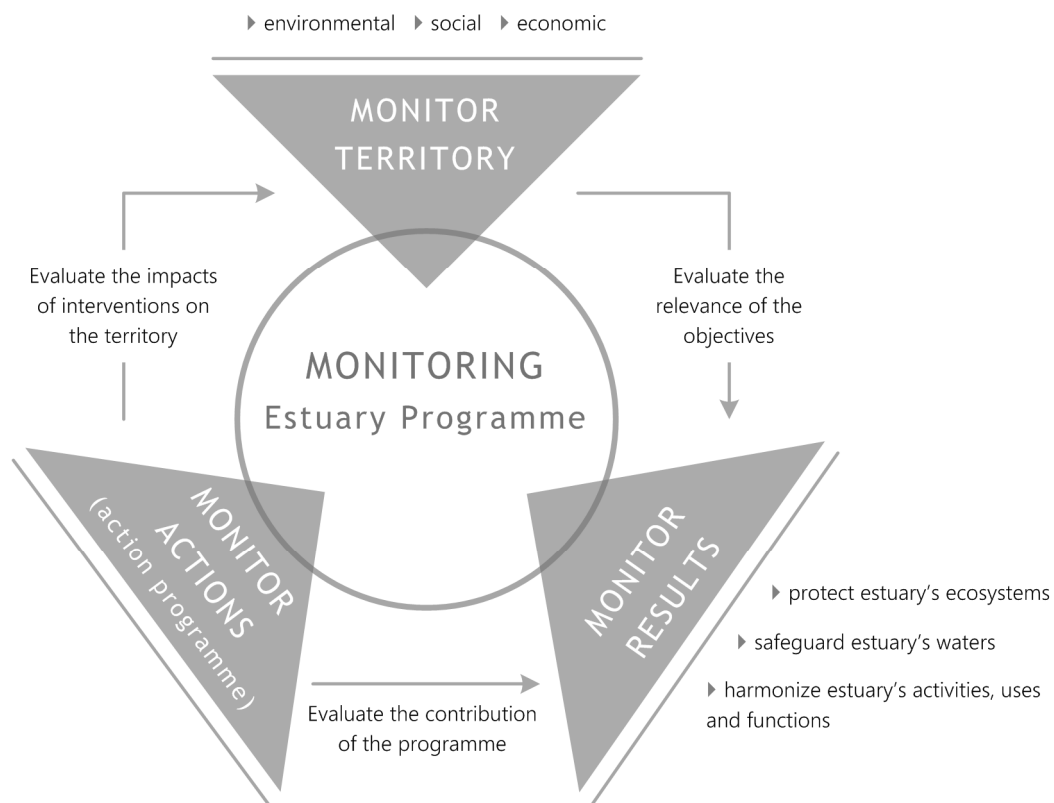 environmental social economic
MONITOR
TERRITORY
Evaluate the impacts
of interventions on
the territory
Evaluate the
relevance of the
objectives
MONITORING
Estuary Programme
MONITOR
ACTIONS
(action programme)
MONITOR
RESULTS
protect estuary’s ecosystems
safeguard estuary’s waters
harmonize estuary’s activities, uses
and functions
Evaluate the contribution
of the programme